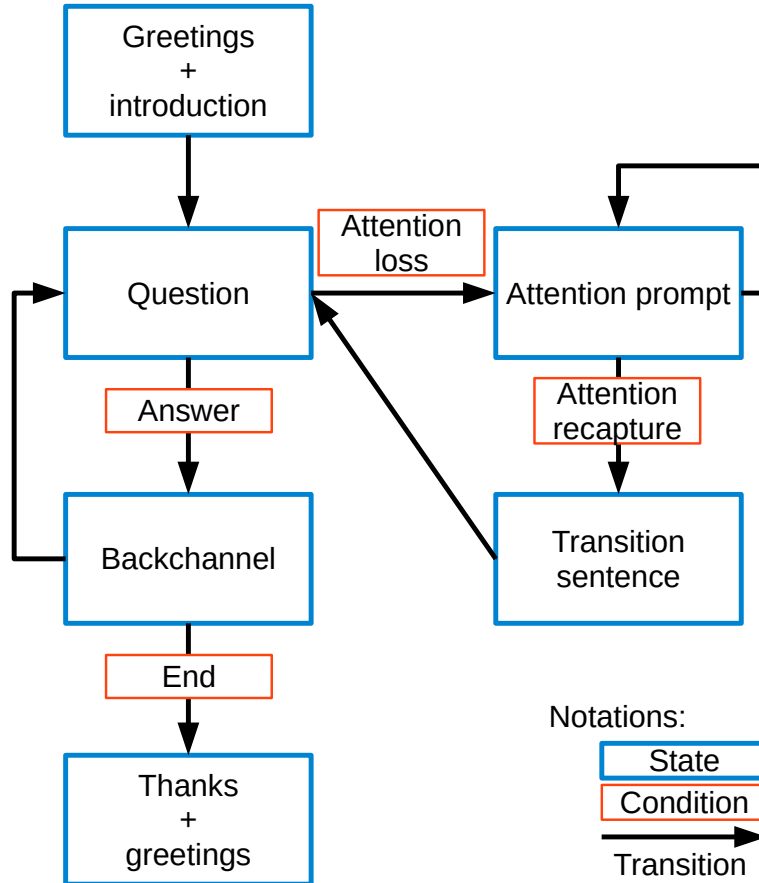 Greetings
+
introduction
Attention
loss
Question
Attention prompt
Answer
Attention
recapture
Backchannel
Transition
sentence
End
Notations:
State
Thanks
+
greetings
Condition
Transition